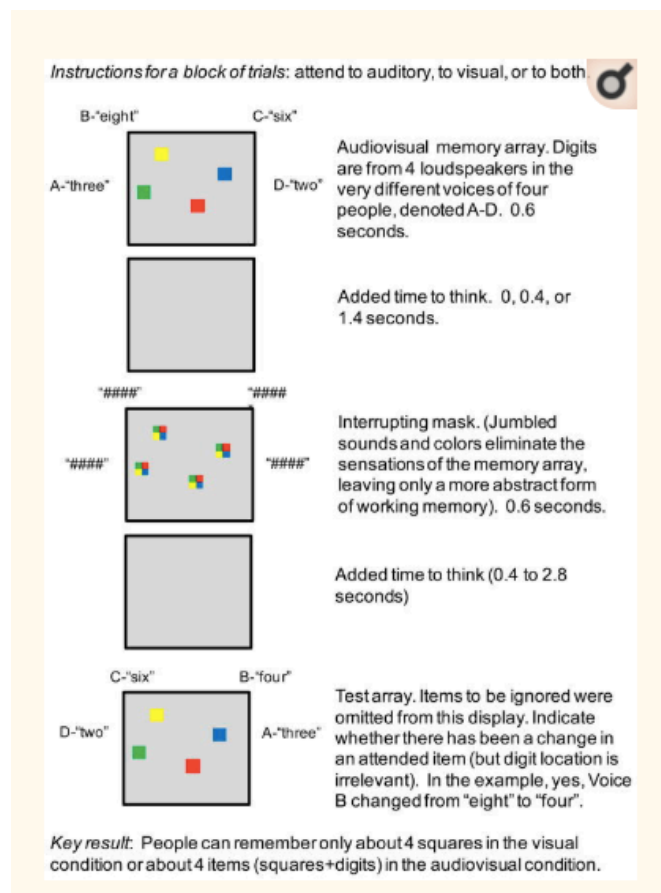 Instructions for a block of trials: attend to auditory, to visual, or to both.
B-“eight” C-“six”
A-“three” D-“two”
Audiovisual memory array. Digits
are from 4 loudspeakers in the
very different voices of four
people, denoted A-D. 0.6
seconds.
Added time to think. 0, 0.4, or
1.4 seconds.
“####” “####
“####” “####”
Interrupting mask. (Jumbled
sounds and colors eliminate the
sensations of the memory array,
leaving only a more abstract form
of working memory). 0.6 seconds.
Added time to think (0.4 to 2.8
seconds)
C-“six” B-“four”
D-“two” A-“three”
Test array. Items to be ignored were
omitted from this display. Indicate
whether there has been a change in
an attended item (but digit location is
irrelevant). In the example, yes, Voice
B changed from “eight” to “four”.
Key result: People can remember only about 4 squares in the visual
condition or about 4 items (squares+digits) in the audiovisual condition.